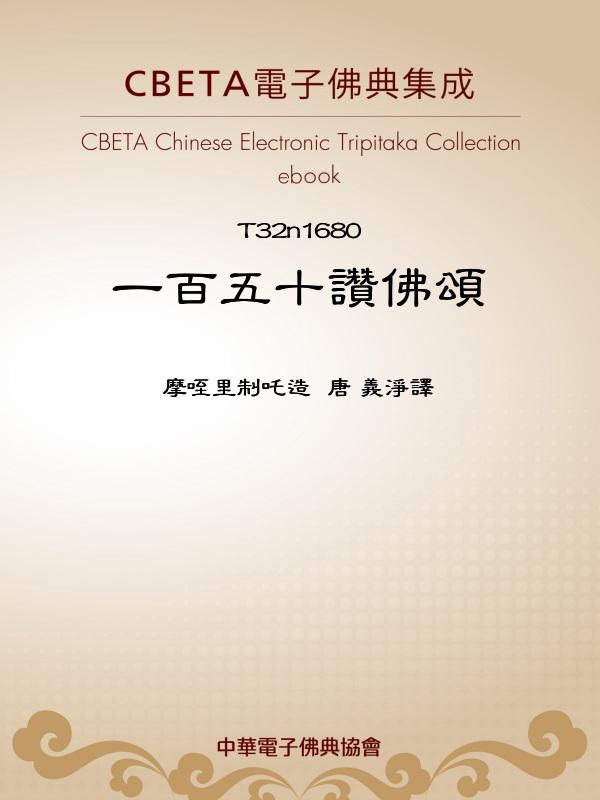 CBETA電子佛典集成
CBETA Chinese Electronic Tripitaka Collection
ebook
T32n1680
一百五十讚佛頌
摩咥里制吒造 唐 義淨譯
中華電子佛典協會